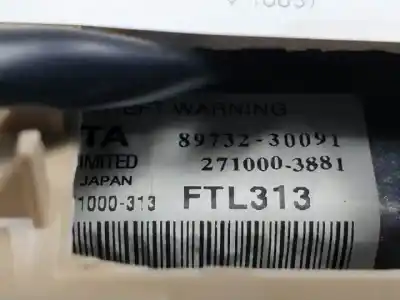 WARNING
TA 89732-30091
IMITED 271000-3881
JAPAN
1000-313 FTL313